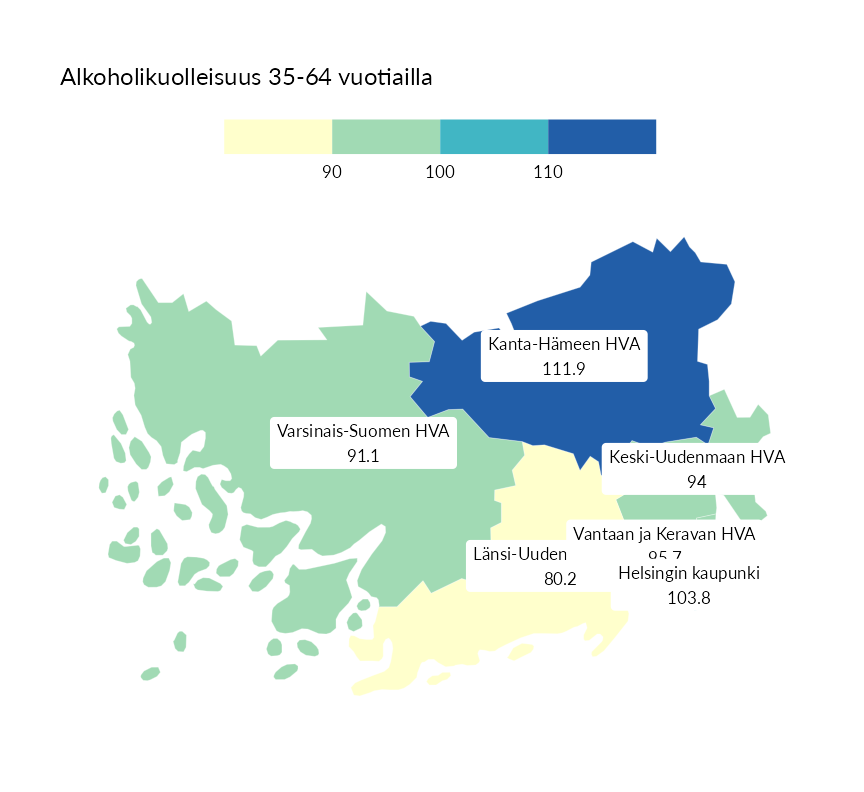 Alkoholikuolleisuus 35-64 vuotiailla
90 100 110
Kanta-Hämeen HVA
111.9
Varsinais-Suomen HVA
91.1
Keski-Uudenmaan HVA
94
Vantaan ja Keravan HVA
95.7
Länsi-Uuden
80.2
Helsingin kaupunki
103.8